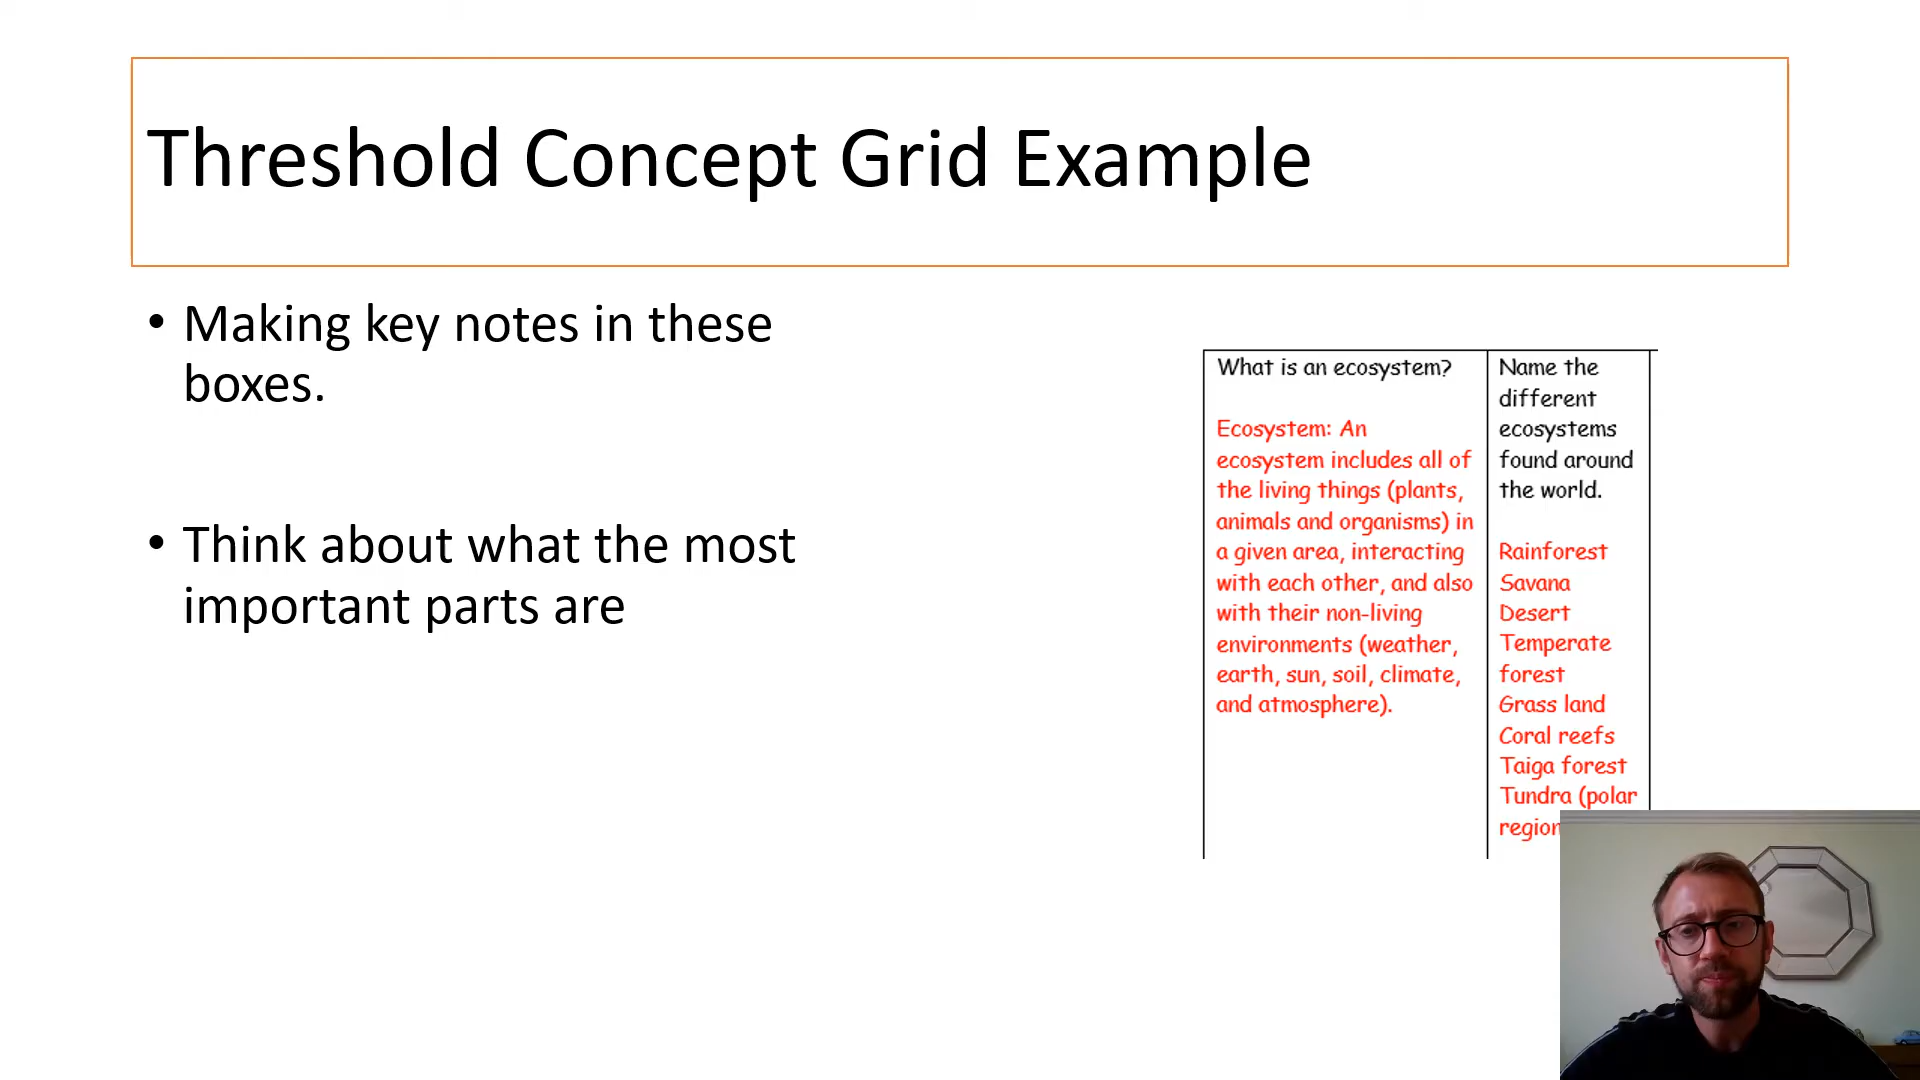 Threshold Concept Grid Example
• Making key notes in these
boxes.
• Think about what the most
important parts are
What is an ecosystem?
Ecosystem: An
ecosystem includes all of
the living things (plants,
animals and organisms) in
a given area, interacting
with each other, and also
with their non-living
environments (weather,
earth, sun, soil, climate,
and atmosphere).
Name the
different
ecosystems
found around
the world.
Rainforest
Savana
Desert
Temperate
forest
Grass land
Coral reefs
Taiga forest
Tundra (polar